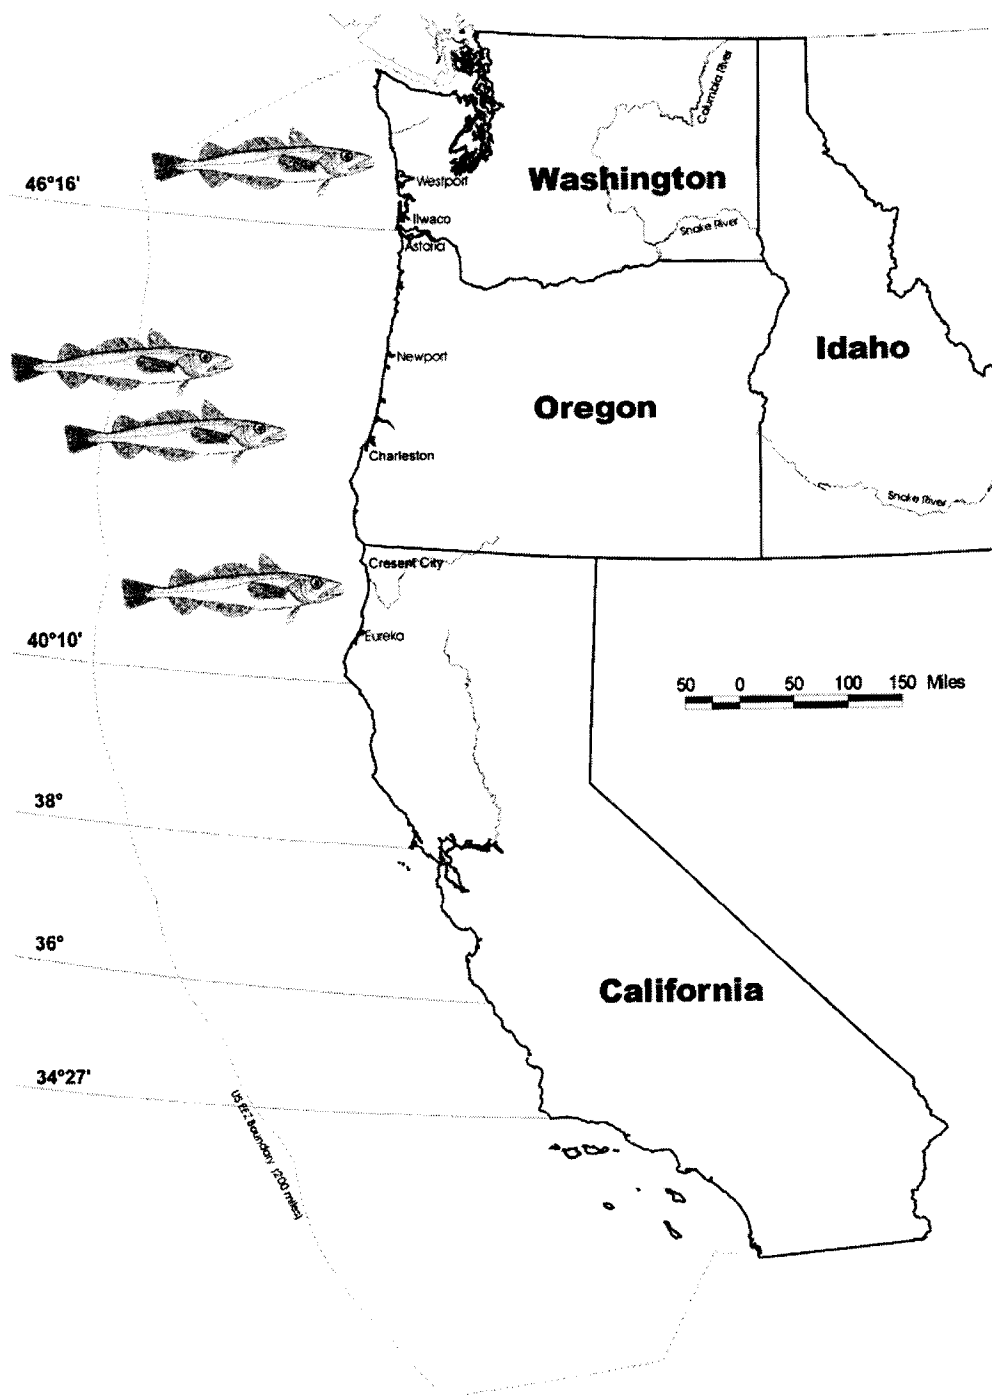 Columbia River
46°16'
Westport
Washington
Ilwaco
Snake River
Astoria
Newport
Idaho
Oregon
Charleston
Snake River
Cresent City
Eureka
40°10'
50 0 50 100 150 Miles
38°
36°
California
34°27'
US EEZ Boundary (200 miles)